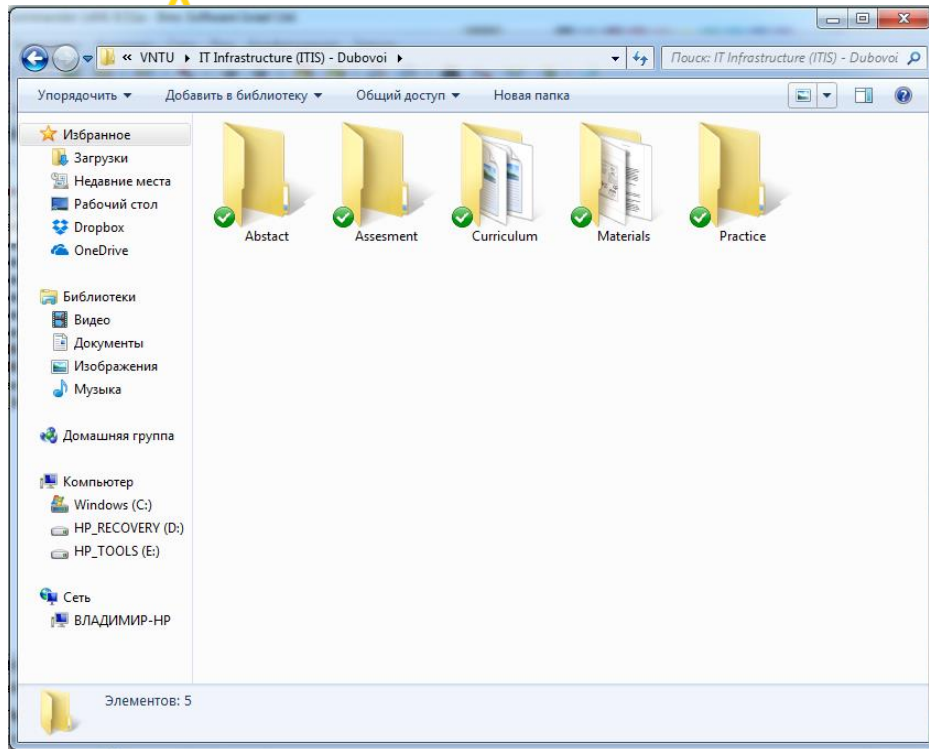 « VNTU ▸ IT Infrastructure (ITIS) - Dubovoi ▸
Поиск: IT Infrastructure (ITIS) - Dubovoi
Упорядочить ▾ Добавить в библиотеку ▾ Общий доступ ▾ Новая папка
Избранное
Загрузки
Недавние места
Рабочий стол
Dropbox
OneDrive
Библиотеки
Видео
Документы
Изображения
Музыка
Домашняя группа
Компьютер
Windows (C:)
HP_RECOVERY (D:)
HP_TOOLS (E:)
Сеть
ВЛАДИМИР-HP
Abstact
Assesment
Curriculum
Materials
Practice
Элементов: 5